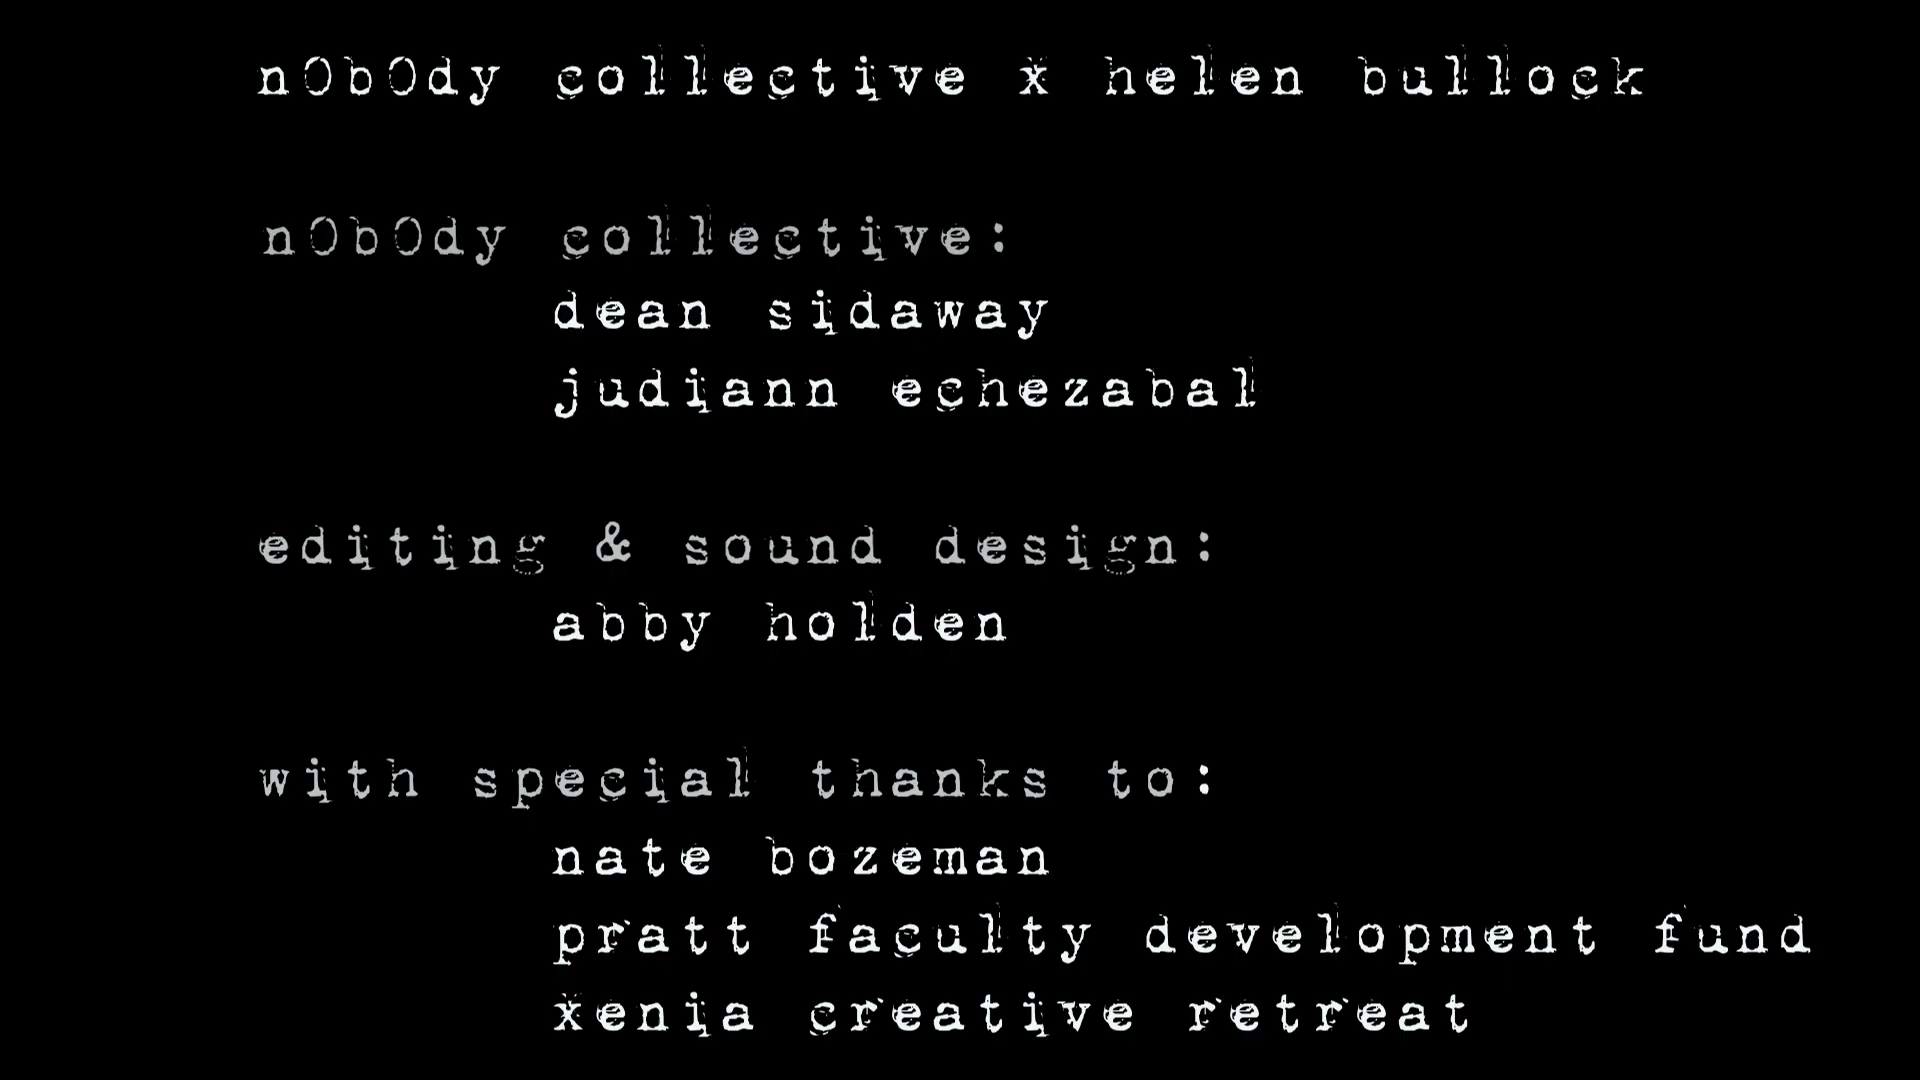 n0b0dy collective x helen bullock
n0b0dy collective:
dean sidaway
judiann echezabal
editing & sound design:
abby holden
with special thanks to:
nate bozeman
pratt faculty development fund
xenia creative retreat